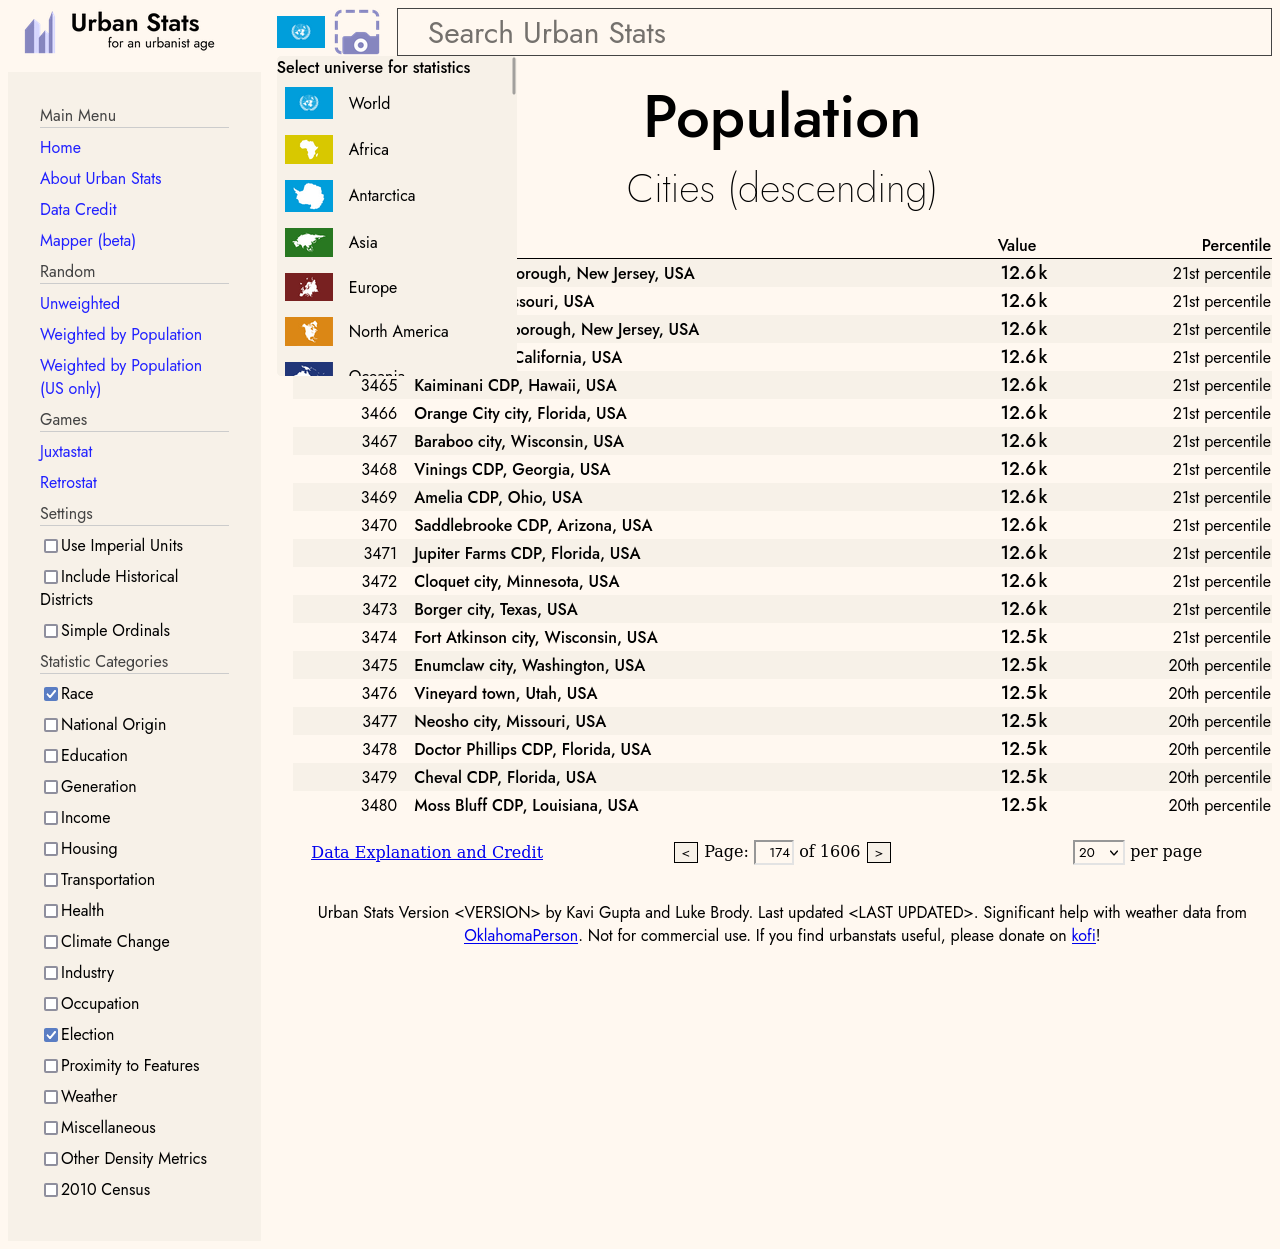 Urban Stats
for an urbanist age
Search Urban Stats
Select universe for statistics
World
Africa
Antarctica
Asia
Europe
North America
Main Menu
Home
About Urban Stats
Data Credit
Mapper (beta)
Random
Unweighted
Weighted by Population
Weighted by Population
(US only)
Games
Juxtastat
Retrostat
Settings
Use Imperial Units
Include Historical
Districts
Simple Ordinals
Statistic Categories
Race
National Origin
Education
Generation
Income
Housing
Transportation
Health
Climate Change
Industry
Occupation
Election
Proximity to Features
Weather
Miscellaneous
Other Density Metrics
2010 Census
Population
Cities (descending)
Value Percentile
New Jersey, USA 12.6k 21st percentile
USA 12.6k 21st percentile
New Jersey, USA 12.6k 21st percentile
California, USA 12.6k 21st percentile
3465 Kaiminani CDP, Hawaii, USA 12.6k 21st percentile
3466 Orange City city, Florida, USA 12.6k 21st percentile
3467 Baraboo city, Wisconsin, USA 12.6k 21st percentile
3468 Vinings CDP, Georgia, USA 12.6k 21st percentile
3469 Amelia CDP, Ohio, USA 12.6k 21st percentile
3470 Saddlebrooke CDP, Arizona, USA 12.6k 21st percentile
3471 Jupiter Farms CDP, Florida, USA 12.6k 21st percentile
3472 Cloquet city, Minnesota, USA 12.6k 21st percentile
3473 Borger city, Texas, USA 12.6k 21st percentile
3474 Fort Atkinson city, Wisconsin, USA 12.5k 21st percentile
3475 Enumclaw city, Washington, USA 12.5k 20th percentile
3476 Vineyard town, Utah, USA 12.5k 20th percentile
3477 Neosho city, Missouri, USA 12.5k 20th percentile
3478 Doctor Phillips CDP, Florida, USA 12.5k 20th percentile
3479 Cheval CDP, Florida, USA 12.5k 20th percentile
3480 Moss Bluff CDP, Louisiana, USA 12.5k 20th percentile
Data Explanation and Credit < Page: 174 of 1606 > 20 per page
Urban Stats Version <VERSION> by Kavi Gupta and Luke Brody. Last updated <LAST UPDATED>. Significant help with weather data from
OklahomaPerson. Not for commercial use. If you find urbanstats useful, please donate on kofi!